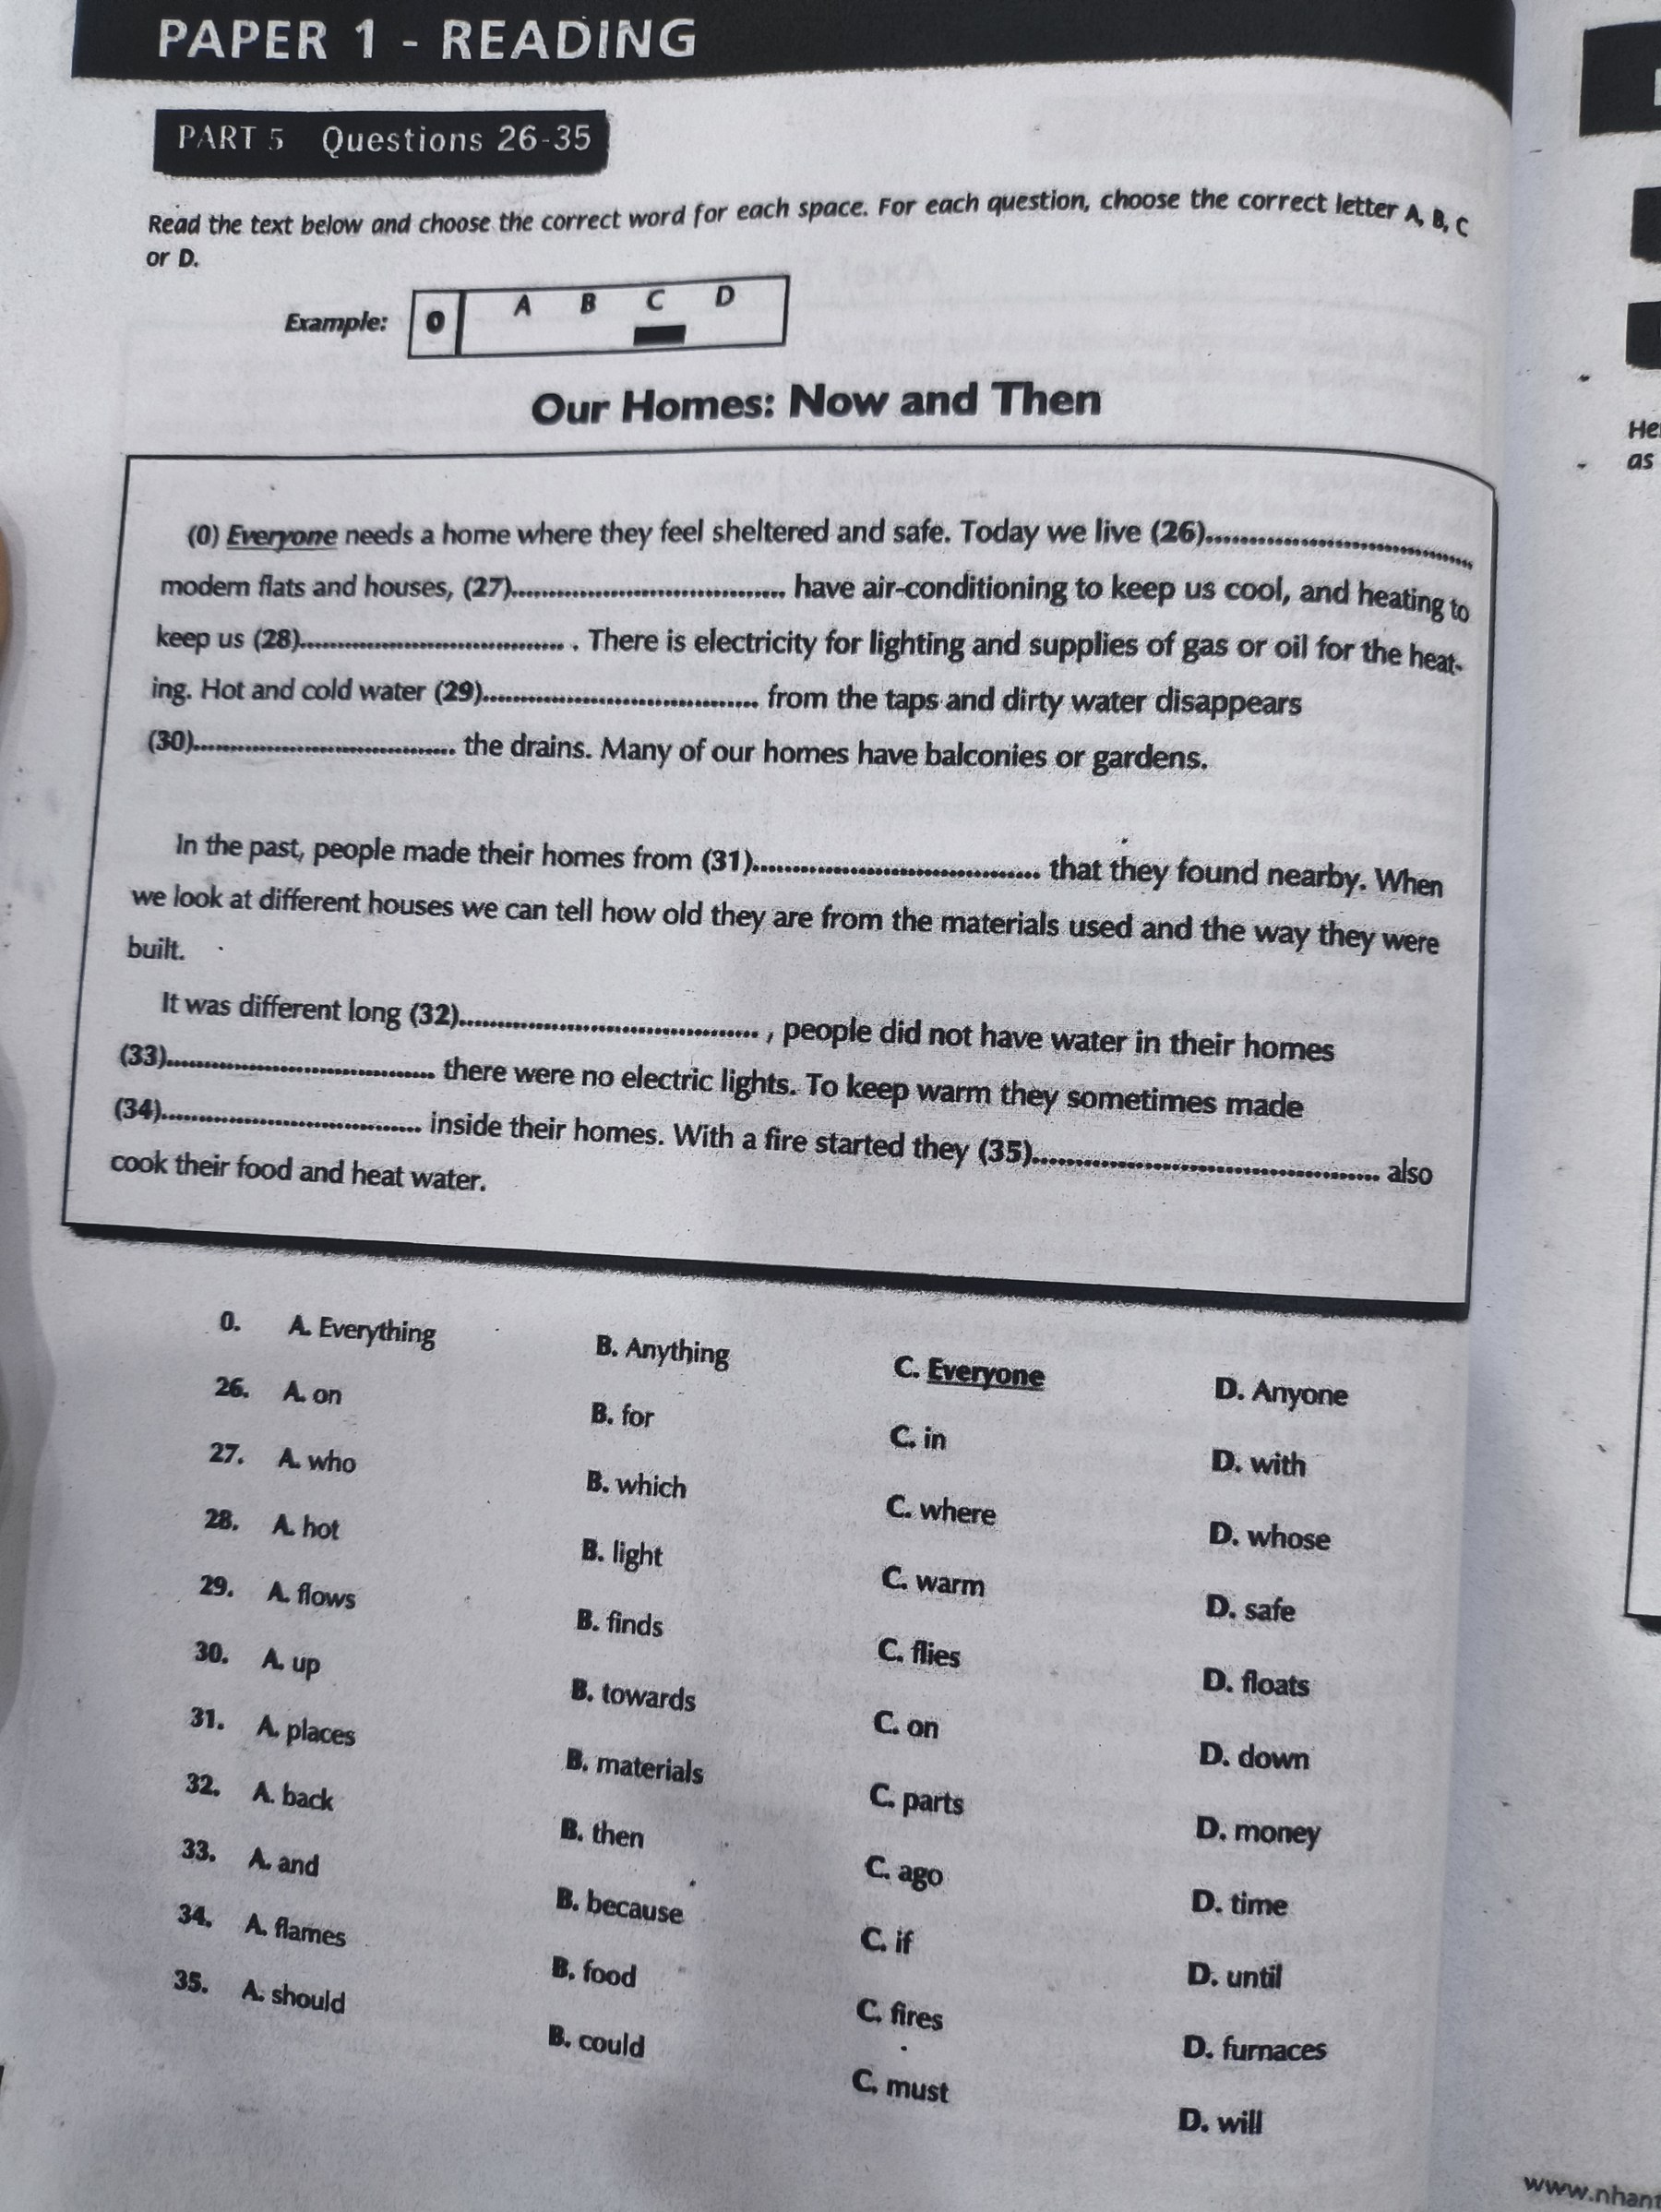 PAPER 1 - READING
PART 5 Questions 26-35
Read the text below and choose the correct word for each space. For each question, choose the correct letter A, B, C
or D.
Example: 0 A B C D
Our Homes: Now and Then
(0) Everyone needs a home where they feel sheltered and safe. Today we live (26)..............................
modern flats and houses, (27).............................. have air-conditioning to keep us cool, and heating to
keep us (28).............................. . There is electricity for lighting and supplies of gas or oil for the heat-
ing. Hot and cold water (29).............................. from the taps and dirty water disappears
(30).............................. the drains. Many of our homes have balconies or gardens.
In the past, people made their homes from (31).............................. that they found nearby. When
we look at different houses we can tell how old they are from the materials used and the way they were
built.
It was different long (32).............................. , people did not have water in their homes
(33).............................. there were no electric lights. To keep warm they sometimes made
(34).............................. inside their homes. With a fire started they (35).............................. also
cook their food and heat water.
0. A. Everything B. Anything C. Everyone D. Anyone
26. A. on B. for C. in D. with
27. A. who B. which C. where D. whose
28. A. hot B. light C. warm D. safe
29. A. flows B. finds C. flies D. floats
30. A. up B. towards C. on D. down
31. A. places B. materials C. parts D. money
32. A. back B. then C. ago D. time
33. A. and B. because C. if D. until
34. A. flames B. food C. fires D. furnaces
35. A. should B. could C. must D. will
as